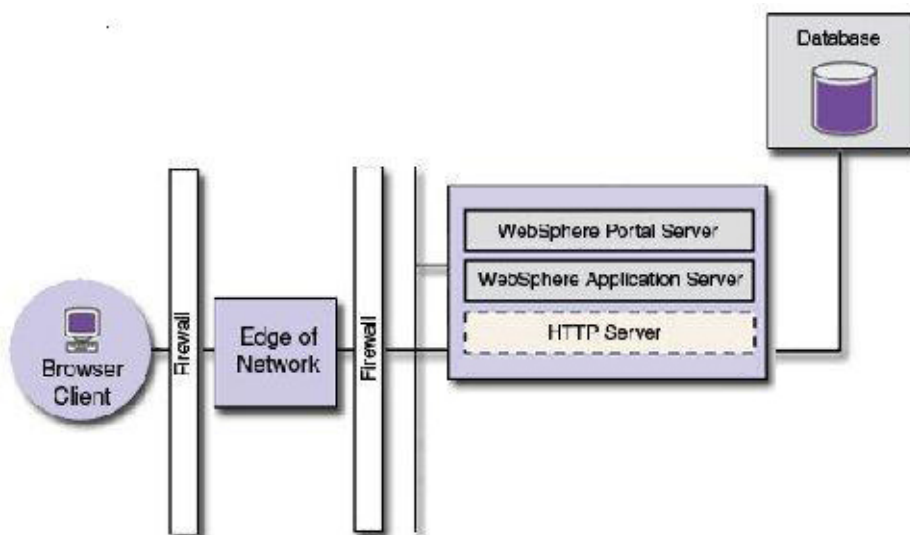 Database
WebSphere Portal Server
WebSphere Application Server
HTTP Server
Browser
Client
Firewall
Edge of
Network
Firewall